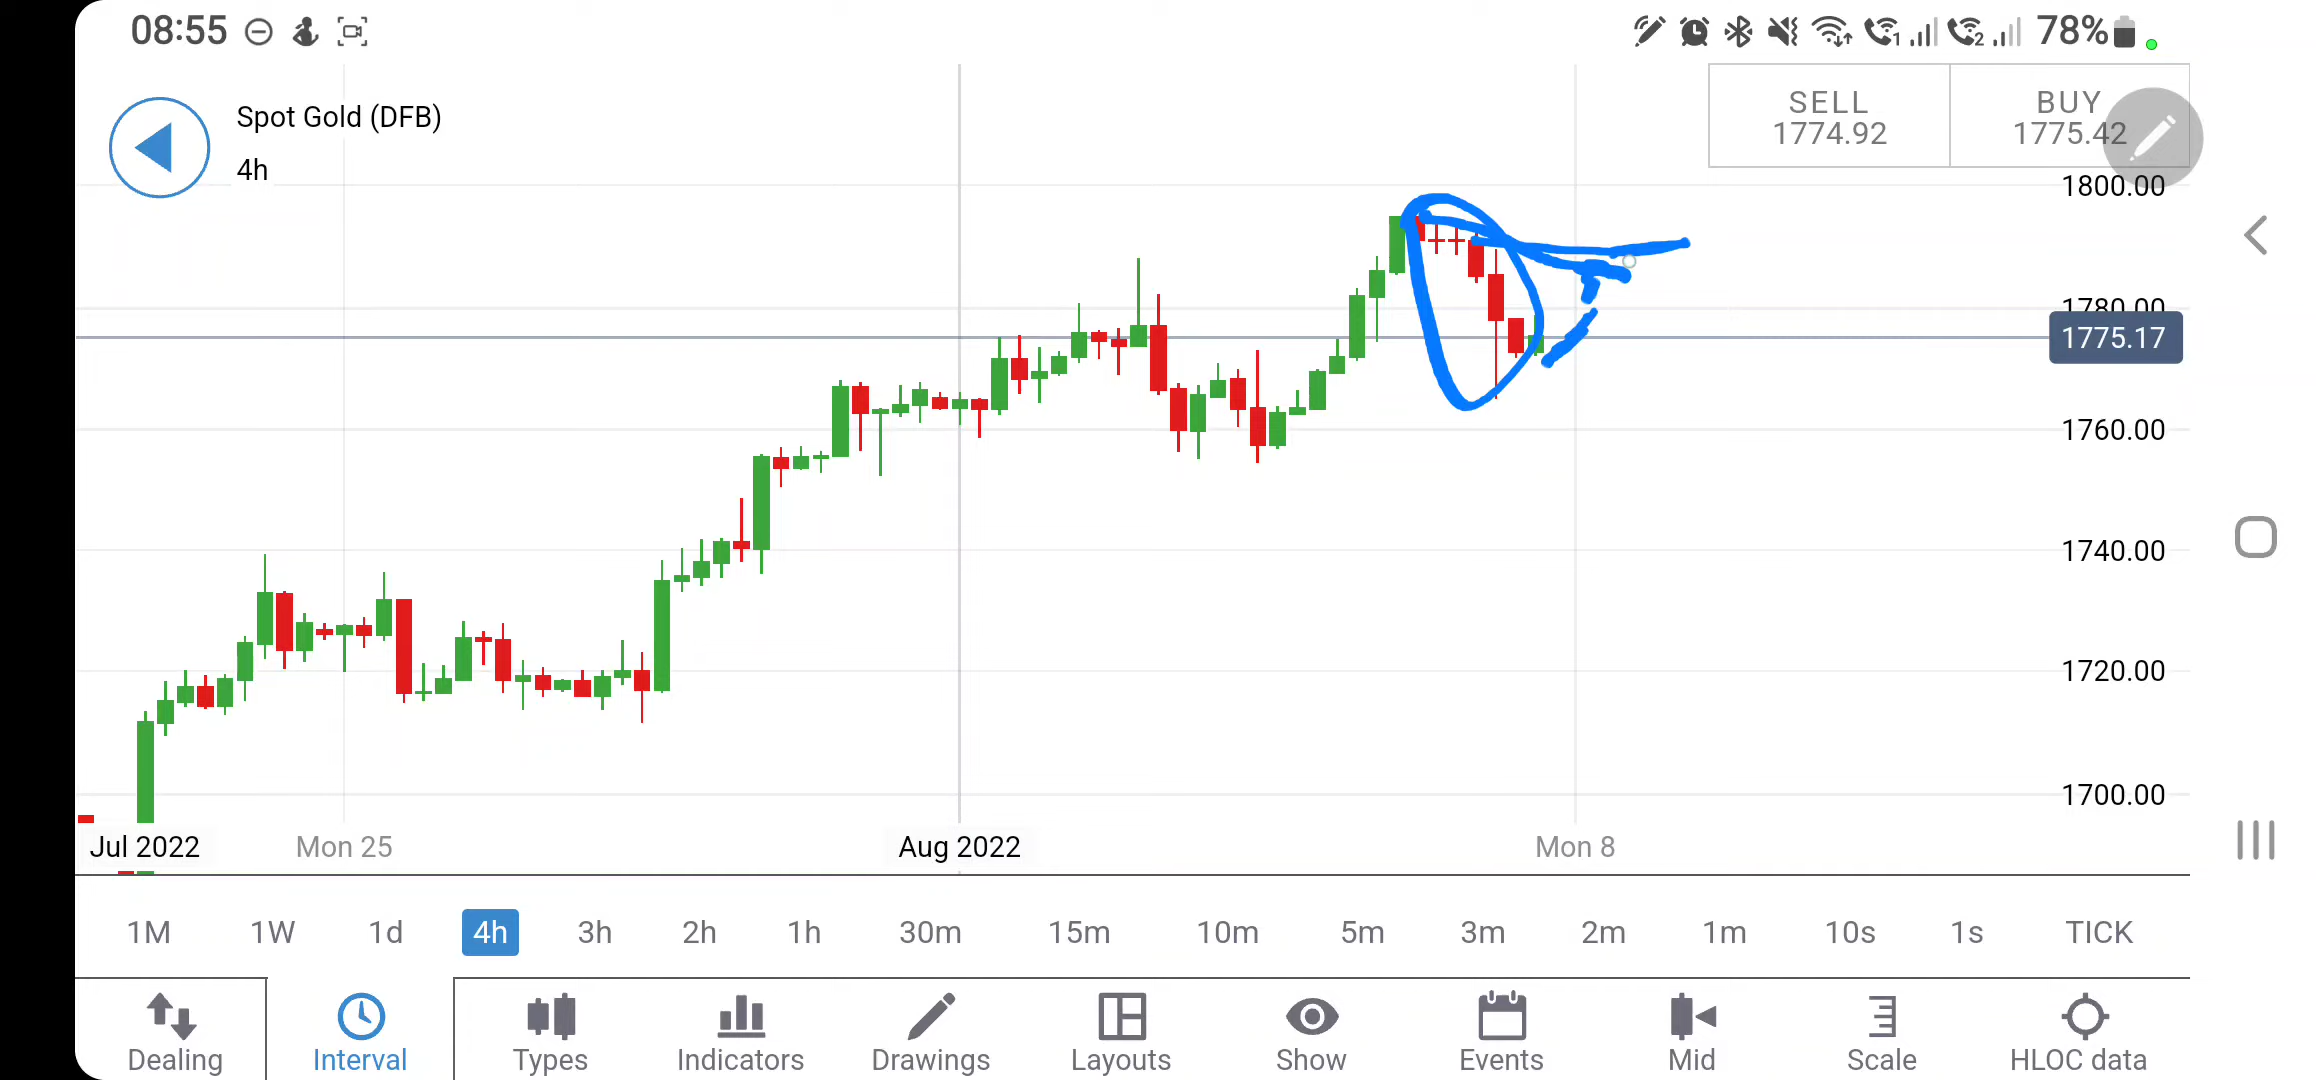 08:55
78%
Spot Gold (DFB)
4h
SELL
1774.92
BUY
1775.42
1800.00
1780.00
1775.17
1760.00
1740.00
1720.00
1700.00
Jul 2022
Mon 25
Aug 2022
Mon 8
1M 1W 1d 4h 3h 2h 1h 30m 15m 10m 5m 3m 2m 1m 10s 1s TICK
Dealing Interval Types Indicators Drawings Layouts Show Events Mid Scale HLOC data